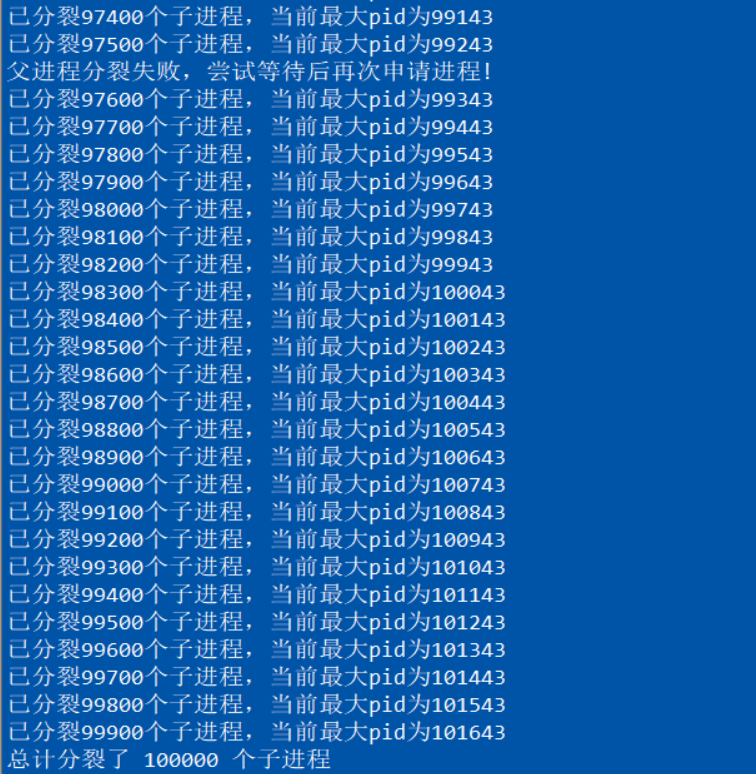 已分裂97400个子进程，当前最大pid为99143
已分裂97500个子进程，当前最大pid为99243
父进程分裂失败，尝试等待后再次申请进程!
已分裂97600个子进程，当前最大pid为99343
已分裂97700个子进程，当前最大pid为99443
已分裂97800个子进程，当前最大pid为99543
已分裂97900个子进程，当前最大pid为99643
已分裂98000个子进程，当前最大pid为99743
已分裂98100个子进程，当前最大pid为99843
已分裂98200个子进程，当前最大pid为99943
已分裂98300个子进程，当前最大pid为100043
已分裂98400个子进程，当前最大pid为100143
已分裂98500个子进程，当前最大pid为100243
已分裂98600个子进程，当前最大pid为100343
已分裂98700个子进程，当前最大pid为100443
已分裂98800个子进程，当前最大pid为100543
已分裂98900个子进程，当前最大pid为100643
已分裂99000个子进程，当前最大pid为100743
已分裂99100个子进程，当前最大pid为100843
已分裂99200个子进程，当前最大pid为100943
已分裂99300个子进程，当前最大pid为101043
已分裂99400个子进程，当前最大pid为101143
已分裂99500个子进程，当前最大pid为101243
已分裂99600个子进程，当前最大pid为101343
已分裂99700个子进程，当前最大pid为101443
已分裂99800个子进程，当前最大pid为101543
已分裂99900个子进程，当前最大pid为101643
总计分裂了 100000 个子进程